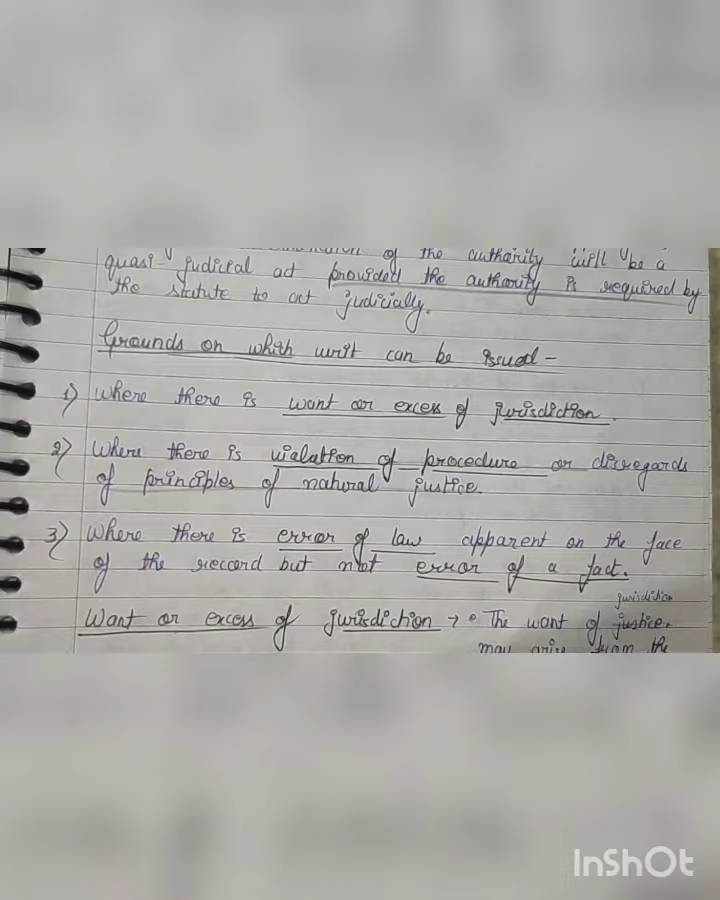 of the authority will be a
quasi judicial act provided the authority is required by
the statute to act judicially.
Grounds on which writ can be issued -
1) Where there is want or excess of jurisdiction.
2) Where there is violation of procedure or disregards
of principles of natural justice.
3) Where there is error of law apparent on the face
of the record but not error of a fact.
jurisdiction
Want or excess of jurisdiction → • The want of justice.
may arise from the
InShOt